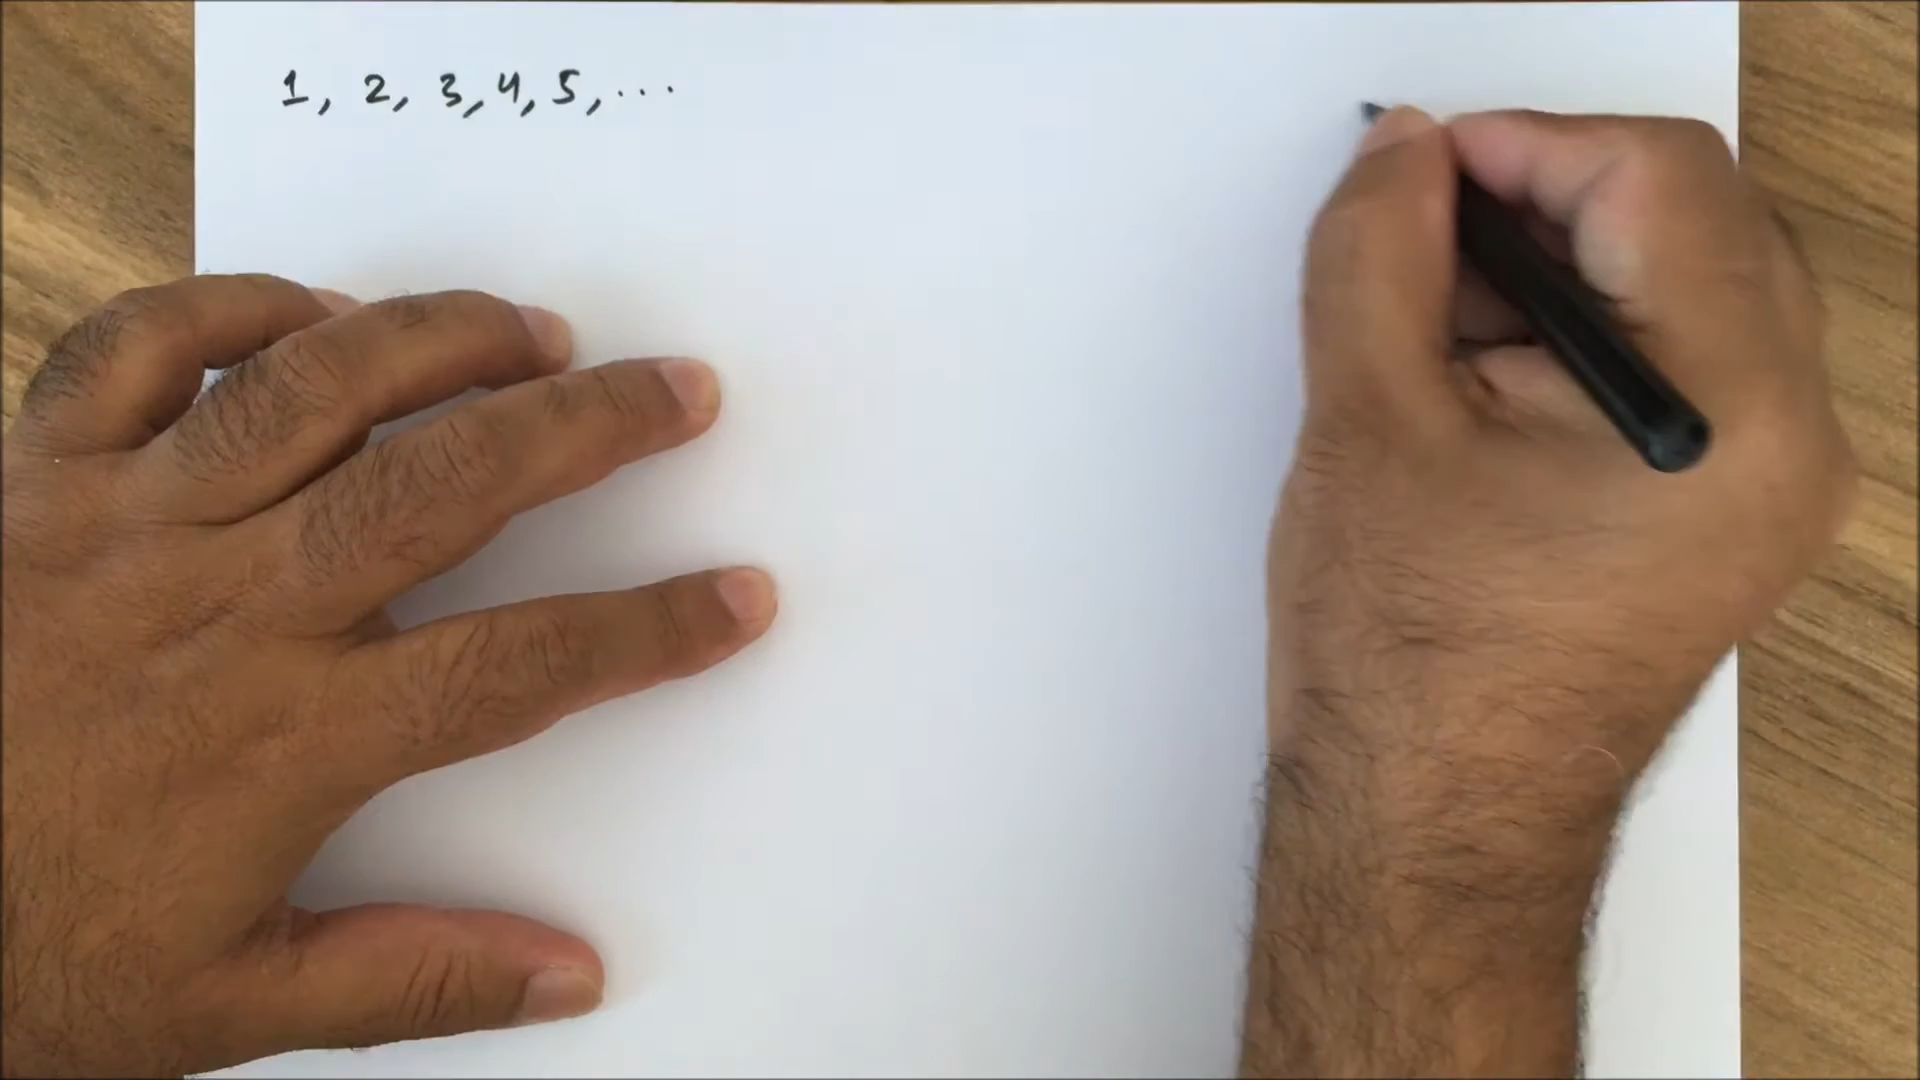 1, 2, 3, 4, 5, ...